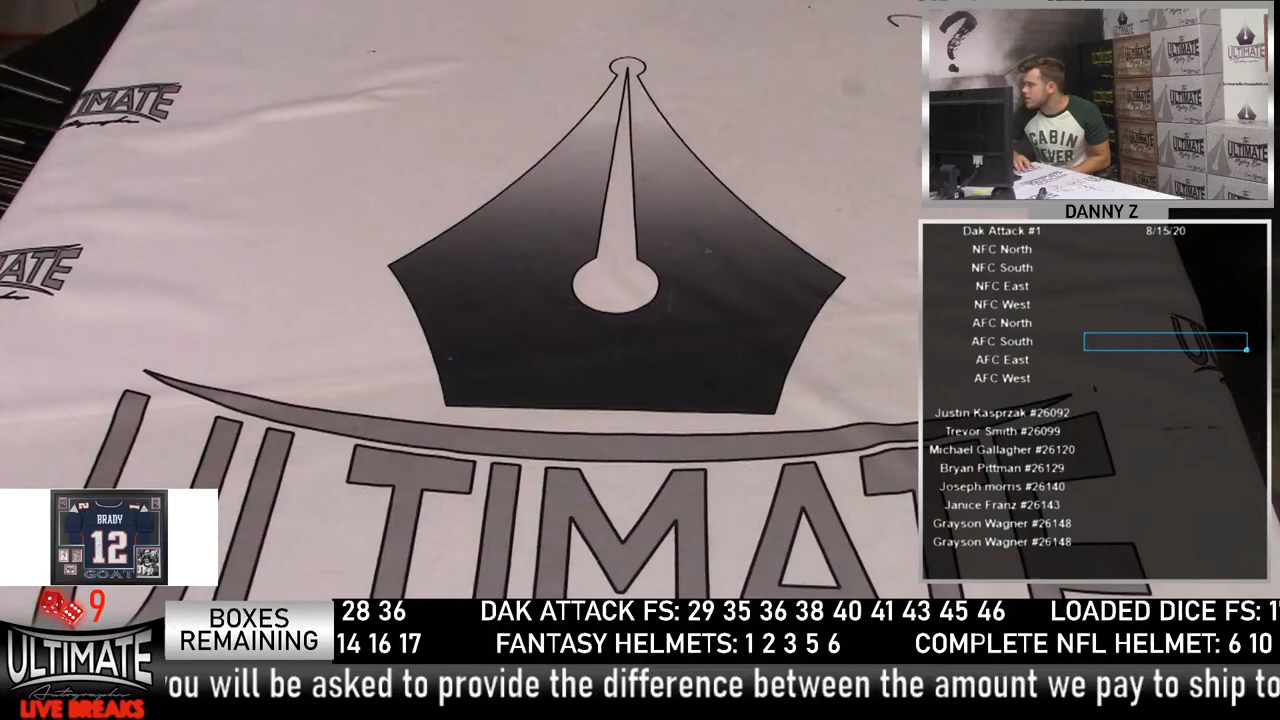 ULTIMATE
ULTIMATE
ULTIMATE
CABIN
FEVER
DANNY Z
Dak Attack #1 8/15/20
NFC North
NFC South
NFC East
NFC West
AFC North
AFC South
AFC East
AFC West
Justin Kasprzak #26092
Trevor Smith #26099
Michael Gallagher #26120
Bryan Pittman #26129
Joseph morris #26140
Janice Franz #26143
Grayson Wagner #26148
Grayson Wagner #26148
BRADY
12
GOAT
9
ULTIMATE
Autographs
LIVE BREAKS
BOXES
REMAINING
28 36 DAK ATTACK FS: 29 35 36 38 40 41 43 45 46 LOADED DICE FS: 1
14 16 17 FANTASY HELMETS: 1 2 3 5 6 COMPLETE NFL HELMET: 6 10
you will be asked to provide the difference between the amount we pay to ship to